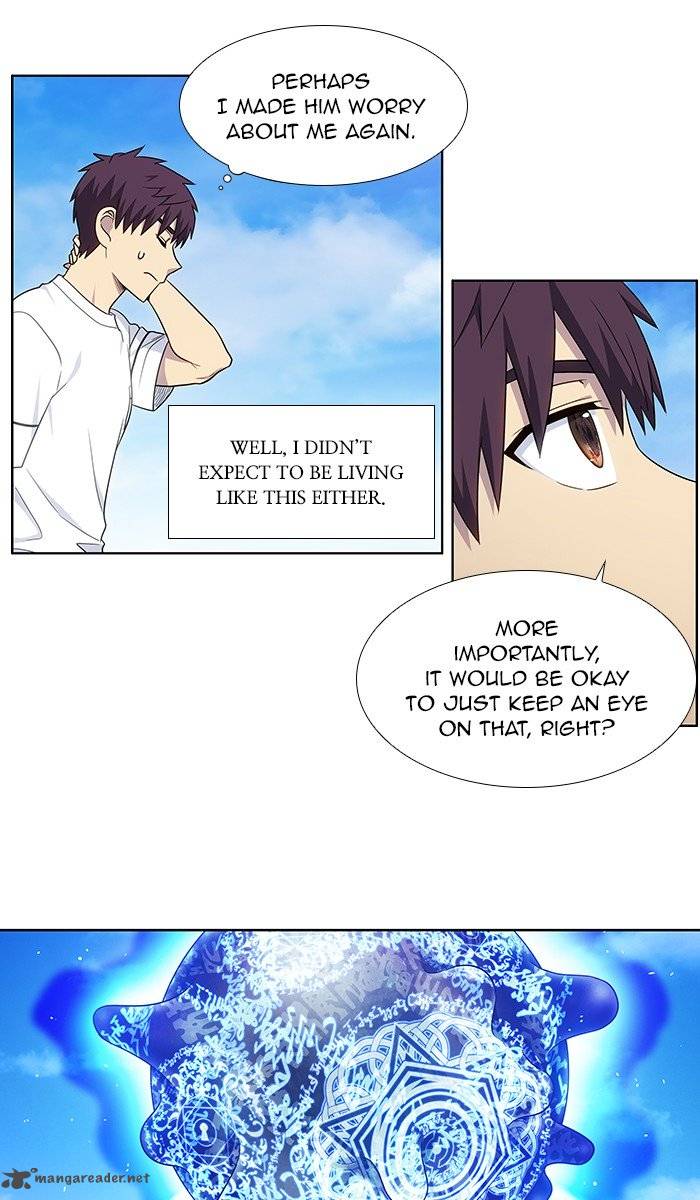 PERHAPS
I MADE HIM WORRY
ABOUT ME AGAIN.
WELL, I DIDN'T
EXPECT TO BE LIVING
LIKE THIS EITHER.
MORE
IMPORTANTLY,
IT WOULD BE OKAY
TO JUST KEEP AN EYE
ON THAT, RIGHT?
mangareader.net